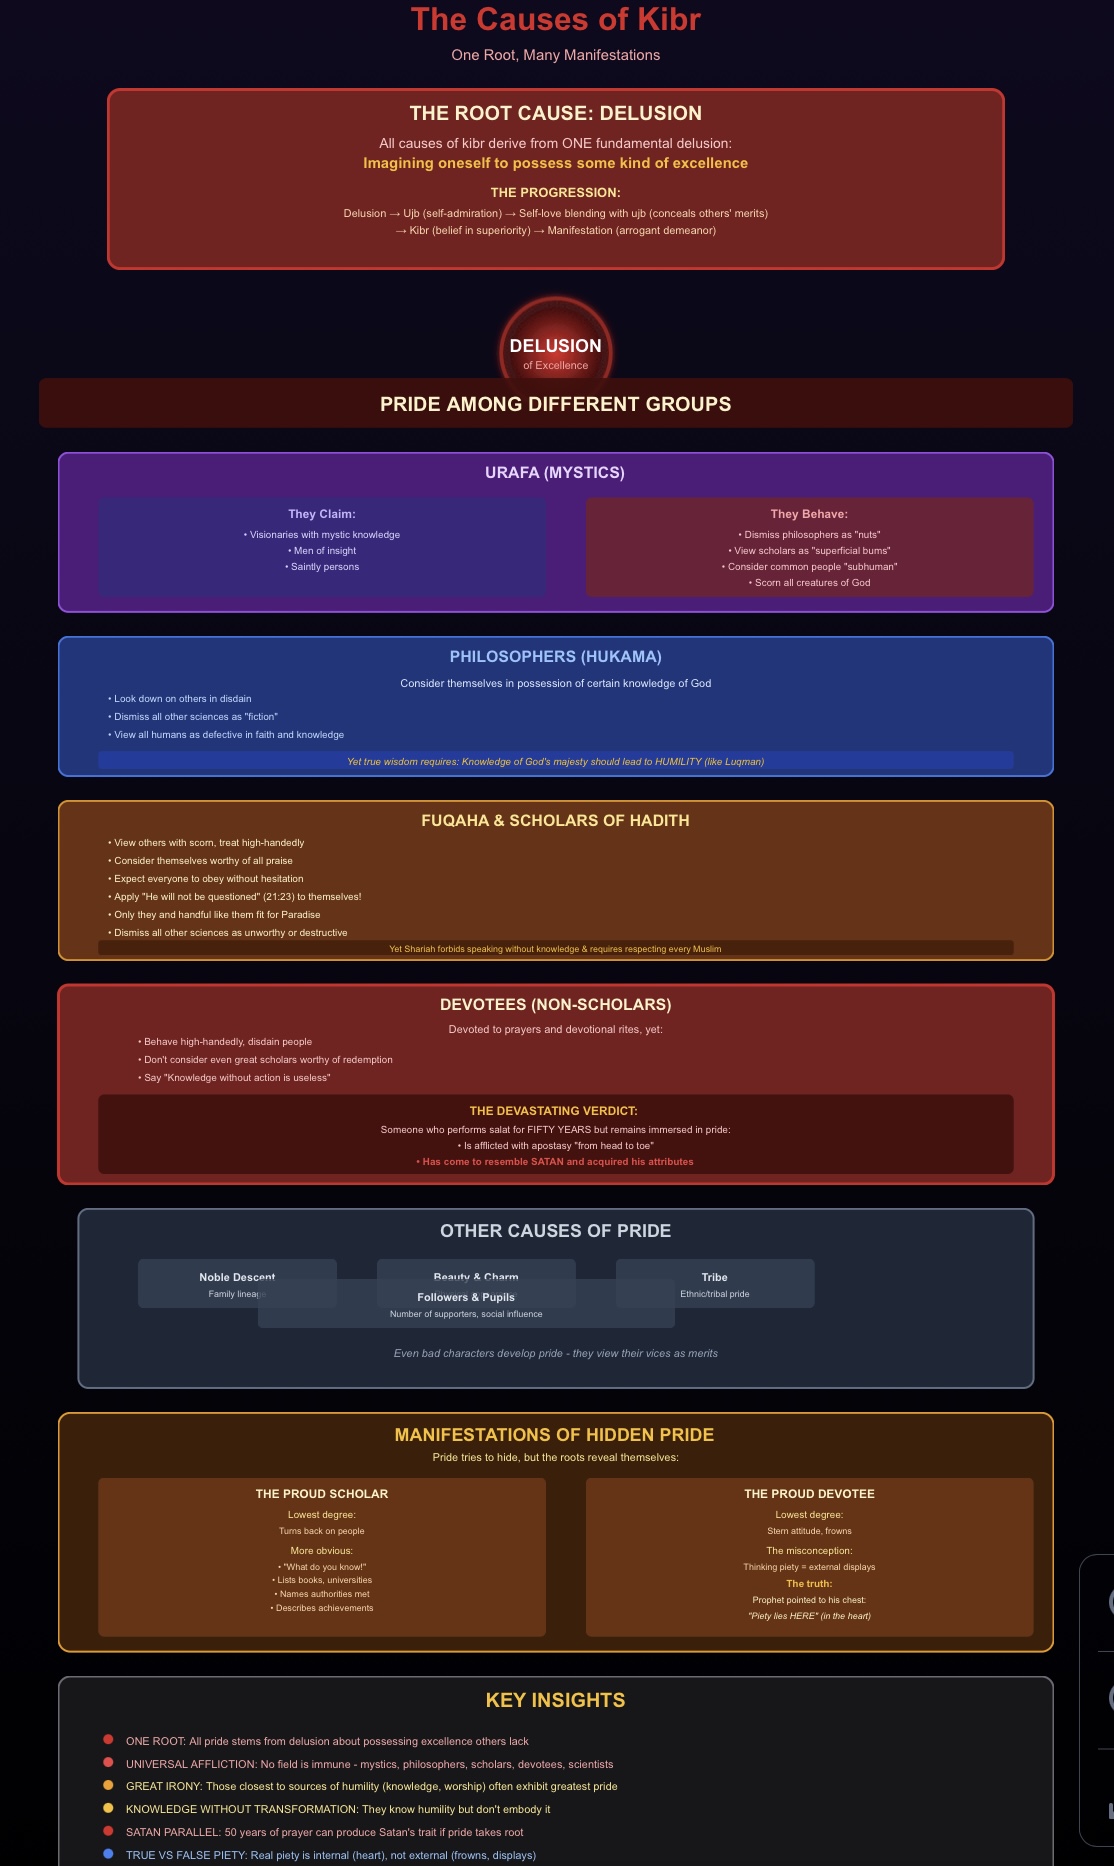 The Causes of Kibr
One Root, Many Manifestations
THE ROOT CAUSE: DELUSION
All causes of kibr derive from ONE fundamental delusion:
Imagining oneself to possess some kind of excellence
THE PROGRESSION:
Delusion → Ujb (self-admiration) → Self-love blending with ujb (conceals others' merits)
→ Kibr (belief in superiority) → Manifestation (arrogant demeanor)
DELUSION
of Excellence
PRIDE AMONG DIFFERENT GROUPS
URAFA (MYSTICS)
They Claim:
• Visionaries with mystic knowledge
• Men of insight
• Saintly persons
They Behave:
• Dismiss philosophers as "nuts"
• View scholars as "superficial bums"
• Consider common people "subhuman"
• Scorn all creatures of God
PHILOSOPHERS (HUKAMA)
Consider themselves in possession of certain knowledge of God
• Look down on others in disdain
• Dismiss all other sciences as "fiction"
• View all humans as defective in faith and knowledge
Yet true wisdom requires: Knowledge of God's majesty should lead to HUMILITY (like Luqman)
FUQAHA & SCHOLARS OF HADITH
• View others with scorn, treat high-handedly
• Consider themselves worthy of all praise
• Expect everyone to obey without hesitation
• Apply "He will not be questioned" (21:23) to themselves!
• Only they and handful like them fit for Paradise
• Dismiss all other sciences as unworthy or destructive
Yet Shariah forbids speaking without knowledge & requires respecting every Muslim
DEVOTEES (NON-SCHOLARS)
Devoted to prayers and devotional rites, yet:
• Behave high-handedly, disdain people
• Don't consider even great scholars worthy of redemption
• Say "Knowledge without action is useless"
THE DEVASTATING VERDICT:
Someone who performs salat for FIFTY YEARS but remains immersed in pride:
• Is afflicted with apostasy "from head to toe"
• Has come to resemble SATAN and acquired his attributes
OTHER CAUSES OF PRIDE
Noble Descent
Family lineage
Beauty & Charm
Tribe
Ethnic/tribal pride
Followers & Pupils
Number of supporters, social influence
Even bad characters develop pride - they view their vices as merits
MANIFESTATIONS OF HIDDEN PRIDE
Pride tries to hide, but the roots reveal themselves:
THE PROUD SCHOLAR
Lowest degree:
Turns back on people
More obvious:
• "What do you know!"
• Lists books, universities
• Names authorities met
• Describes achievements
THE PROUD DEVOTEE
Lowest degree:
Stern attitude, frowns
The misconception:
Thinking piety = external displays
The truth:
Prophet pointed to his chest:
"Piety lies HERE" (in the heart)
KEY INSIGHTS
ONE ROOT: All pride stems from delusion about possessing excellence others lack
UNIVERSAL AFFLICTION: No field is immune - mystics, philosophers, scholars, devotees, scientists
GREAT IRONY: Those closest to sources of humility (knowledge, worship) often exhibit greatest pride
KNOWLEDGE WITHOUT TRANSFORMATION: They know humility but don't embody it
SATAN PARALLEL: 50 years of prayer can produce Satan's trait if pride takes root
TRUE VS FALSE PIETY: Real piety is internal (heart), not external (frowns, displays)